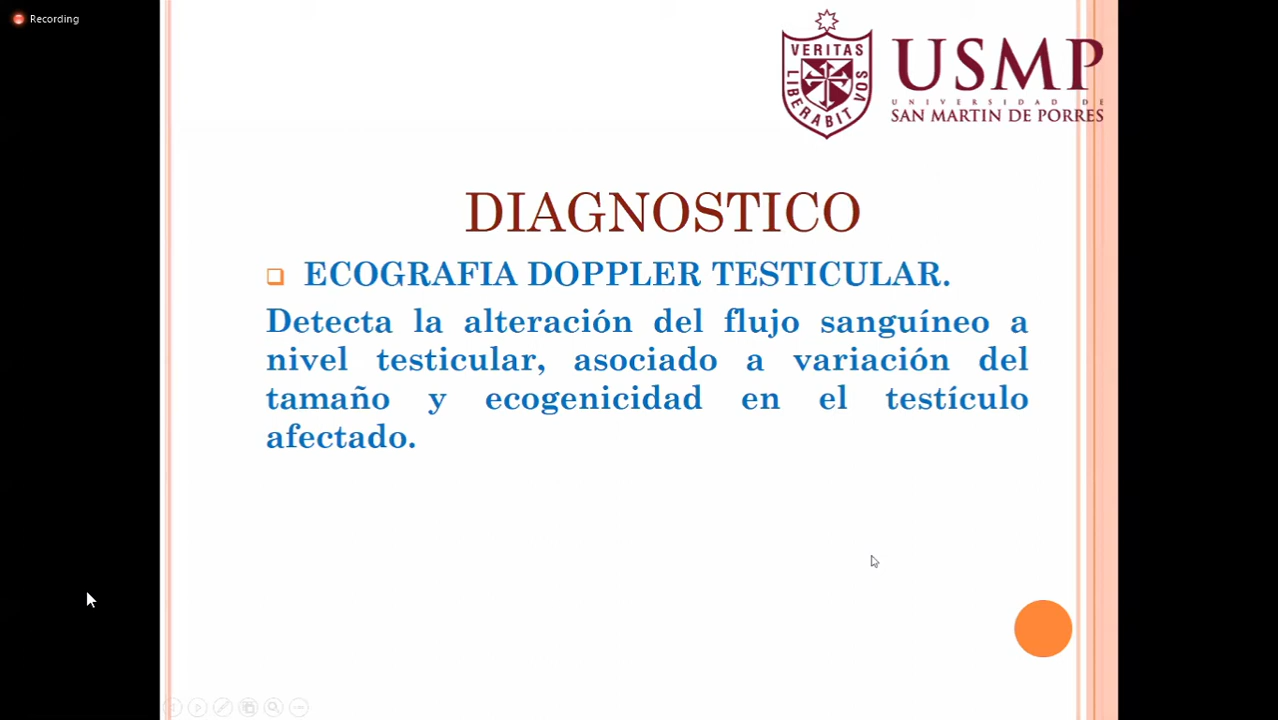 Recording
VERITAS
LIBERABIT VOS
USMP
UNIVERSIDAD DE
SAN MARTIN DE PORRES
DIAGNOSTICO
ECOGRAFIA DOPPLER TESTICULAR.
Detecta la alteración del flujo sanguíneo a
nivel testicular, asociado a variación del
tamaño y ecogenicidad en el testículo
afectado.